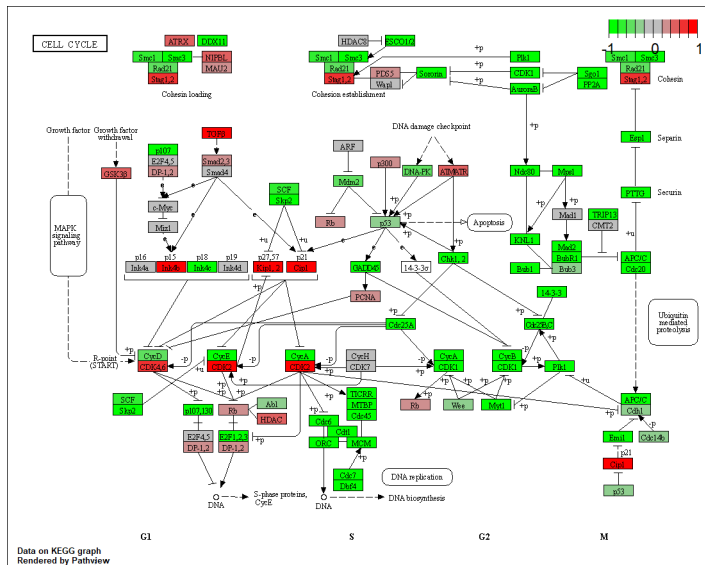 CELL CYCLE
ATRX
DDX11
Smc1
Smc3
Rad21
Stag1,2
NIPBL
MAU2
Cohesin loading
HDAC8
ESCO1/2
Smc1
Smc3
Rad21
Stag1,2
PDS5
Wapl
Sororin
Cohesion establishment
+p
Plk1
CDK1
AuroraB
Sgo1
PP2A
-1
0
1
Smc1
Smc3
Rad21
Stag1,2
Cohesin
Growth factor
Growth factor
withdrawal
GSK3β
TGFβ
p107
E2F4,5
DP-1,2
Smad2,3
Smad4
c-Myc
Miz1
SCF
Skp2
ARF
Mdm2
p300
DNA damage checkpoint
DNA-PK
ATMATR
Rb
p53
Apoptosis
Ndc80
Mps1
KNL1
Bub1
Mad1
Mad2
BubR1
Bub3
TRIP13
CMT2
Esp1
Separin
PTTG
Securin
APC/C
Cdc20
MAPK
signaling
pathway
p16
p15
p18
p19
p27,57
p21
Ink4a
Ink4b
Ink4c
Ink4d
Kip1,2
Cip1
GADD45
14-3-3σ
Chk1, 2
PCNA
14-3-3
Cdc25A
Cdc25B,C
Ubiquitin
mediated
proteolysis
R-point
(START)
CycD
CDK4,6
CycE
CDK2
CycA
CDK2
CycH
CDK7
CycA
CDK1
CycB
CDK1
Plk1
SCF
Skp2
p107,130
E2F4,5
DP-1,2
Rb
Abl
HDAC
E2F1,2,3
DP-1,2
TICRR
MTBP
Cdc45
Cdc6
Cdt1
ORC
MCM
Cdc7
Dbf4
Rb
Wee
Myt1
APC/C
Cdh1
Cdc14b
Emi1
p21
Cip1
p53
DNA
S-phase proteins,
CycE
DNA
DNA replication
DNA biosynthesis
G1
S
G2
M
Data on KEGG graph
Rendered by Pathview